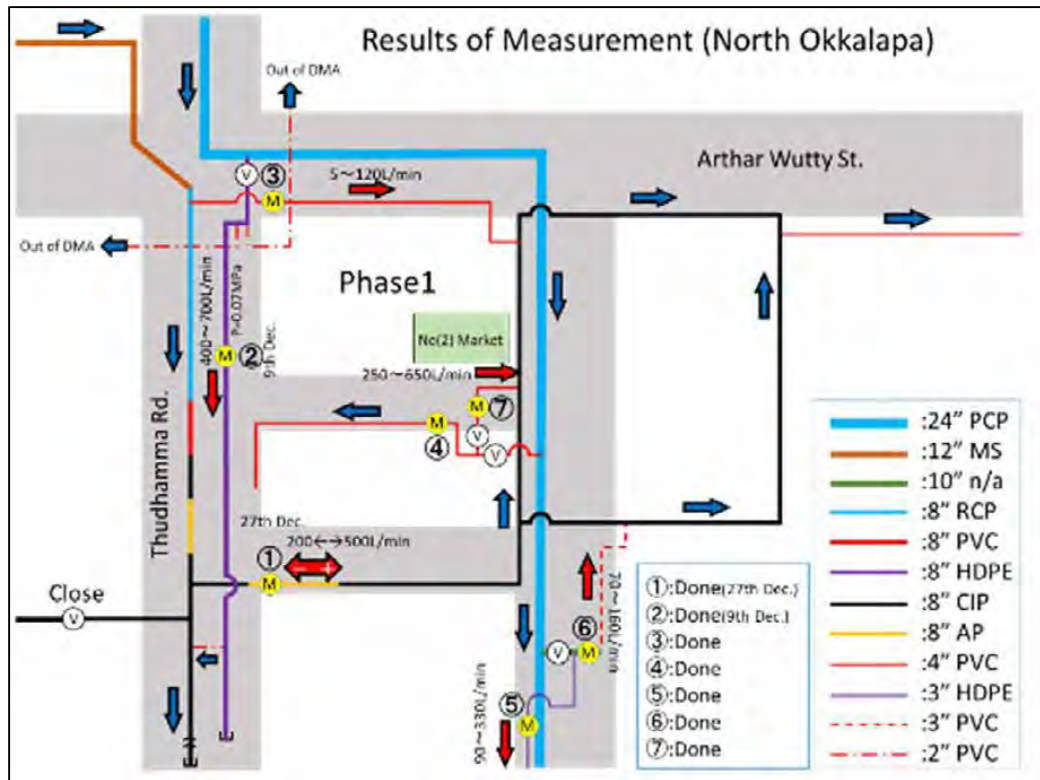 Results of Measurement (North Okkalapa)
Out of DMA
Arthar Wutty St.
V
③
5~120L/min
M
Out of DMA
Phase1
400~700L/min
P=0.07MPa
9th Dec.
M
②
No(2) Market
250~650L/min
M
⑦
M
④
V
V
Thudhamma Rd.
27th Dec.
200←→500L/min
①
M
Close
V
⑥
V
M
70~160L/min
⑤
M
90~330L/min
①:Done(27th Dec.)
②:Done(9th Dec.)
③:Done
④:Done
⑤:Done
⑥:Done
⑦:Done
:24” PCP
:12” MS
:10” n/a
:8” RCP
:8” PVC
:8” HDPE
:8” CIP
:8” AP
:4” PVC
:3” HDPE
:3” PVC
:2” PVC